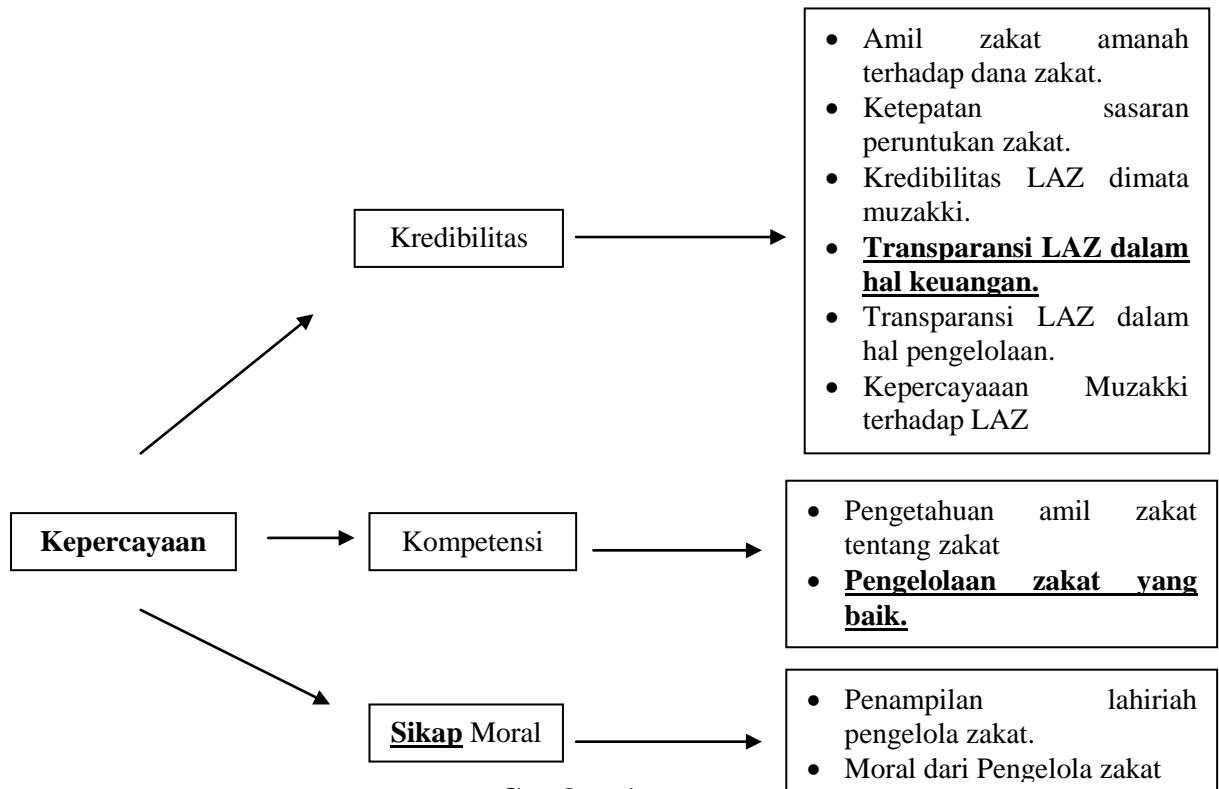 • Amil zakat amanah
terhadap dana zakat.
• Ketepatan sasaran
peruntukan zakat.
• Kredibilitas LAZ dimata
muzakki.
• Transparansi LAZ dalam
hal keuangan.
• Transparansi LAZ dalam
hal pengelolaan.
• Kepercayaaan Muzakki
terhadap LAZ
Kredibilitas
Kepercayaan
Kompetensi
• Pengetahuan amil zakat
tentang zakat
• Pengelolaan zakat yang
baik.
Sikap Moral
• Penampilan lahiriah
pengelola zakat.
• Moral dari Pengelola zakat